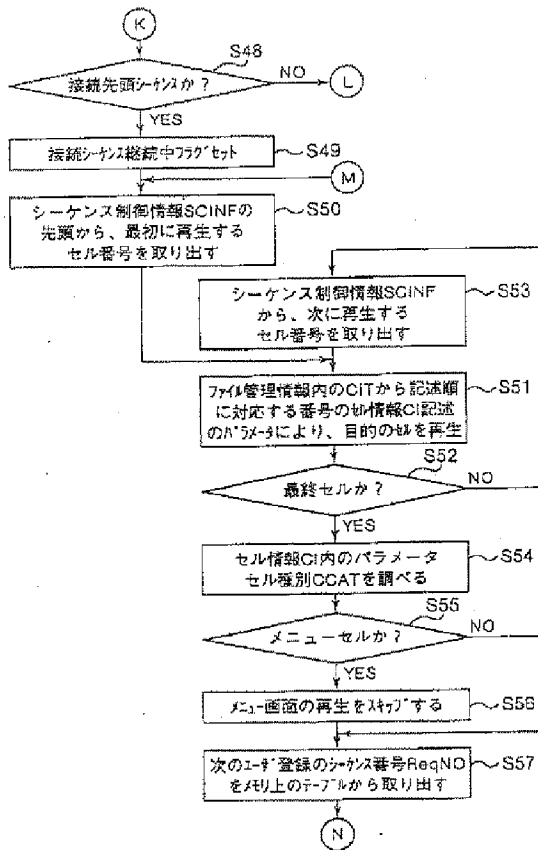 K
S48
接続先頭ｼｰｹﾝｽか？
NO
L
YES
S49
接続ｼｰｹﾝｽ継続中ﾌﾗｸﾞｾｯﾄ
M
S50
シーケンス制御情報SCINFの
先頭から、最初に再生する
セル番号を取り出す
S53
シーケンス制御情報SCINF
から、次に再生する
セル番号を取り出す
S51
ﾌｧｲﾙ管理情報内のCITから記述順
に対応する番号のｾﾙ情報CI記述
のﾊﾟﾗﾒｰﾀにより、目的のｾﾙを再生
S52
最終セルか？
NO
YES
S54
セル情報CI内のパラメータ
セル種別CCATを調べる
S55
メニューセルか？
NO
YES
S56
ﾒﾆｭｰ画面の再生をｽｷｯﾌﾟする
S57
次のﾕｰｻﾞ登録のｼｰｹﾝｽ番号ReqNO
をﾒﾓﾘ上のﾃｰﾌﾞﾙから取り出す
N